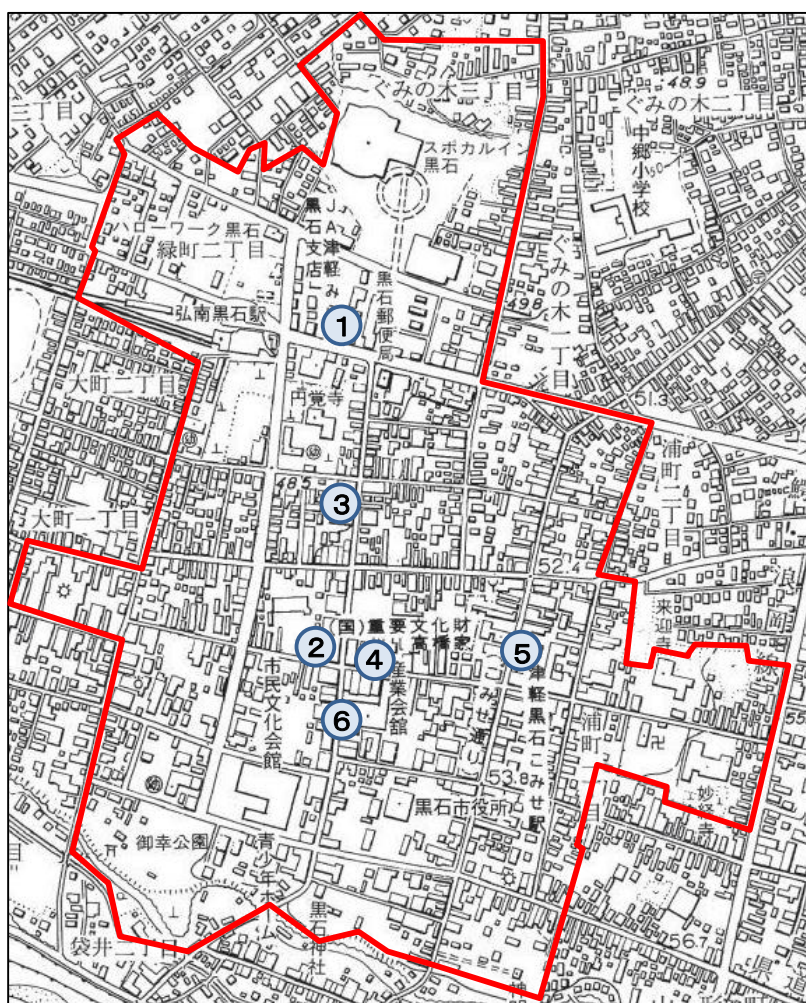 ぐみの木三丁目
ぐみの木二丁目
48.9
三丁目
中郷小学校
スポカルイン
黒石
ハローワーク黒石
緑町二丁目
JA津軽み
黒石支店
黒石郵便局
ぐみの木一丁目
49.8
弘南黒石駅
①
大町二丁目
円覚寺
51.3
浦町二丁目
48.5
③
大町一丁目
52.4
来迎寺
(国)重要文化財
高橋家
②
④
⑤
産業会館
市民文化会館
⑥
津軽黒石こみせ駅
浦町一丁目
線
53.8
黒石市役所
妙経寺
御幸公園
青少年ホーム
黒石神社
袋井二丁目
56.7
県道